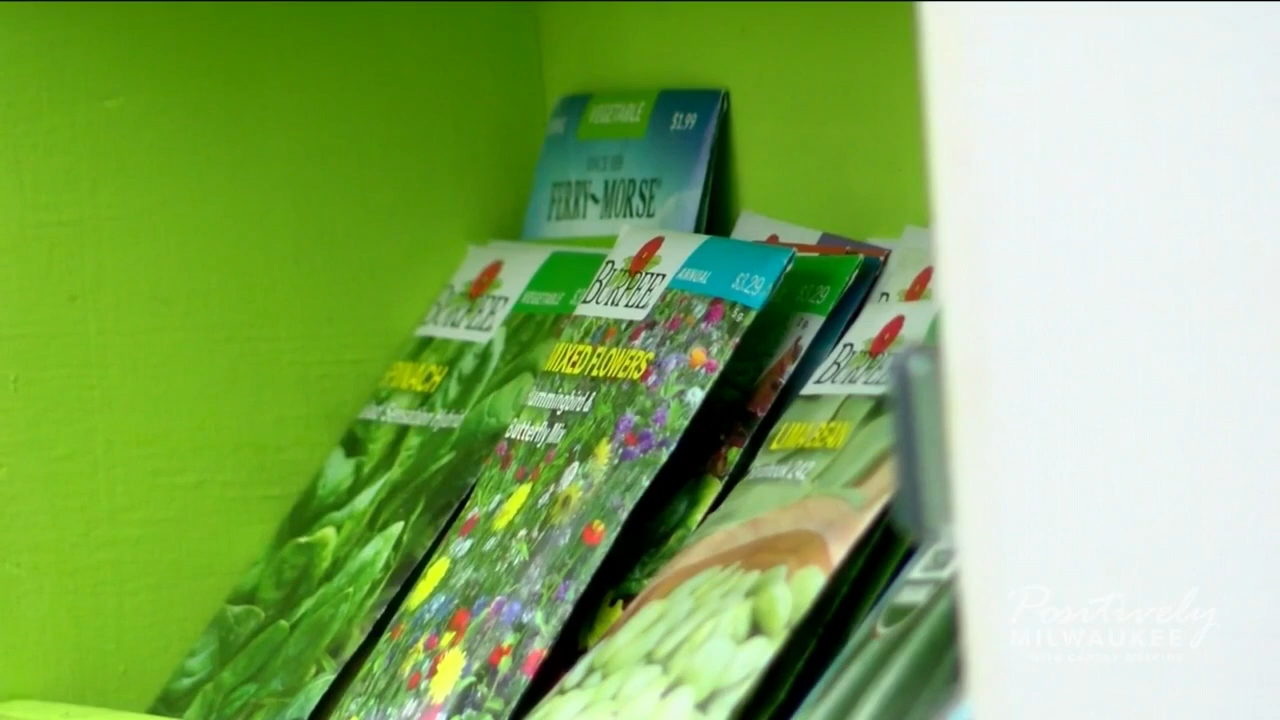 VEGETABLE
$1.99
FERRY-MORSE
BURPEE
VEGETABLE
BURPEE
ANNUAL
$3.29
MIXED FLOWERS
Hummingbird &
Butterfly Mix
SPINACH
$3.29
BURPEE
LIMA BEAN
Positively
MILWAUKEE